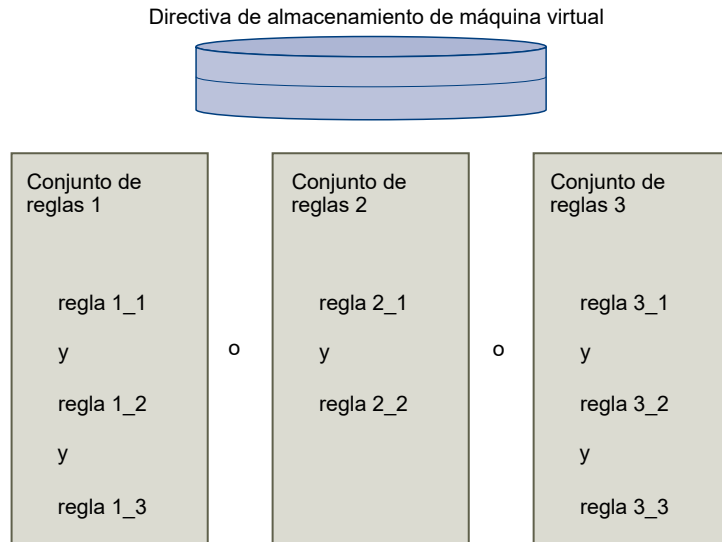 Directiva de almacenamiento de máquina virtual
Conjunto de
reglas 1
regla 1_1
y
regla 1_2
y
regla 1_3
o
Conjunto de
reglas 2
regla 2_1
y
regla 2_2
o
Conjunto de
reglas 3
regla 3_1
y
regla 3_2
y
regla 3_3